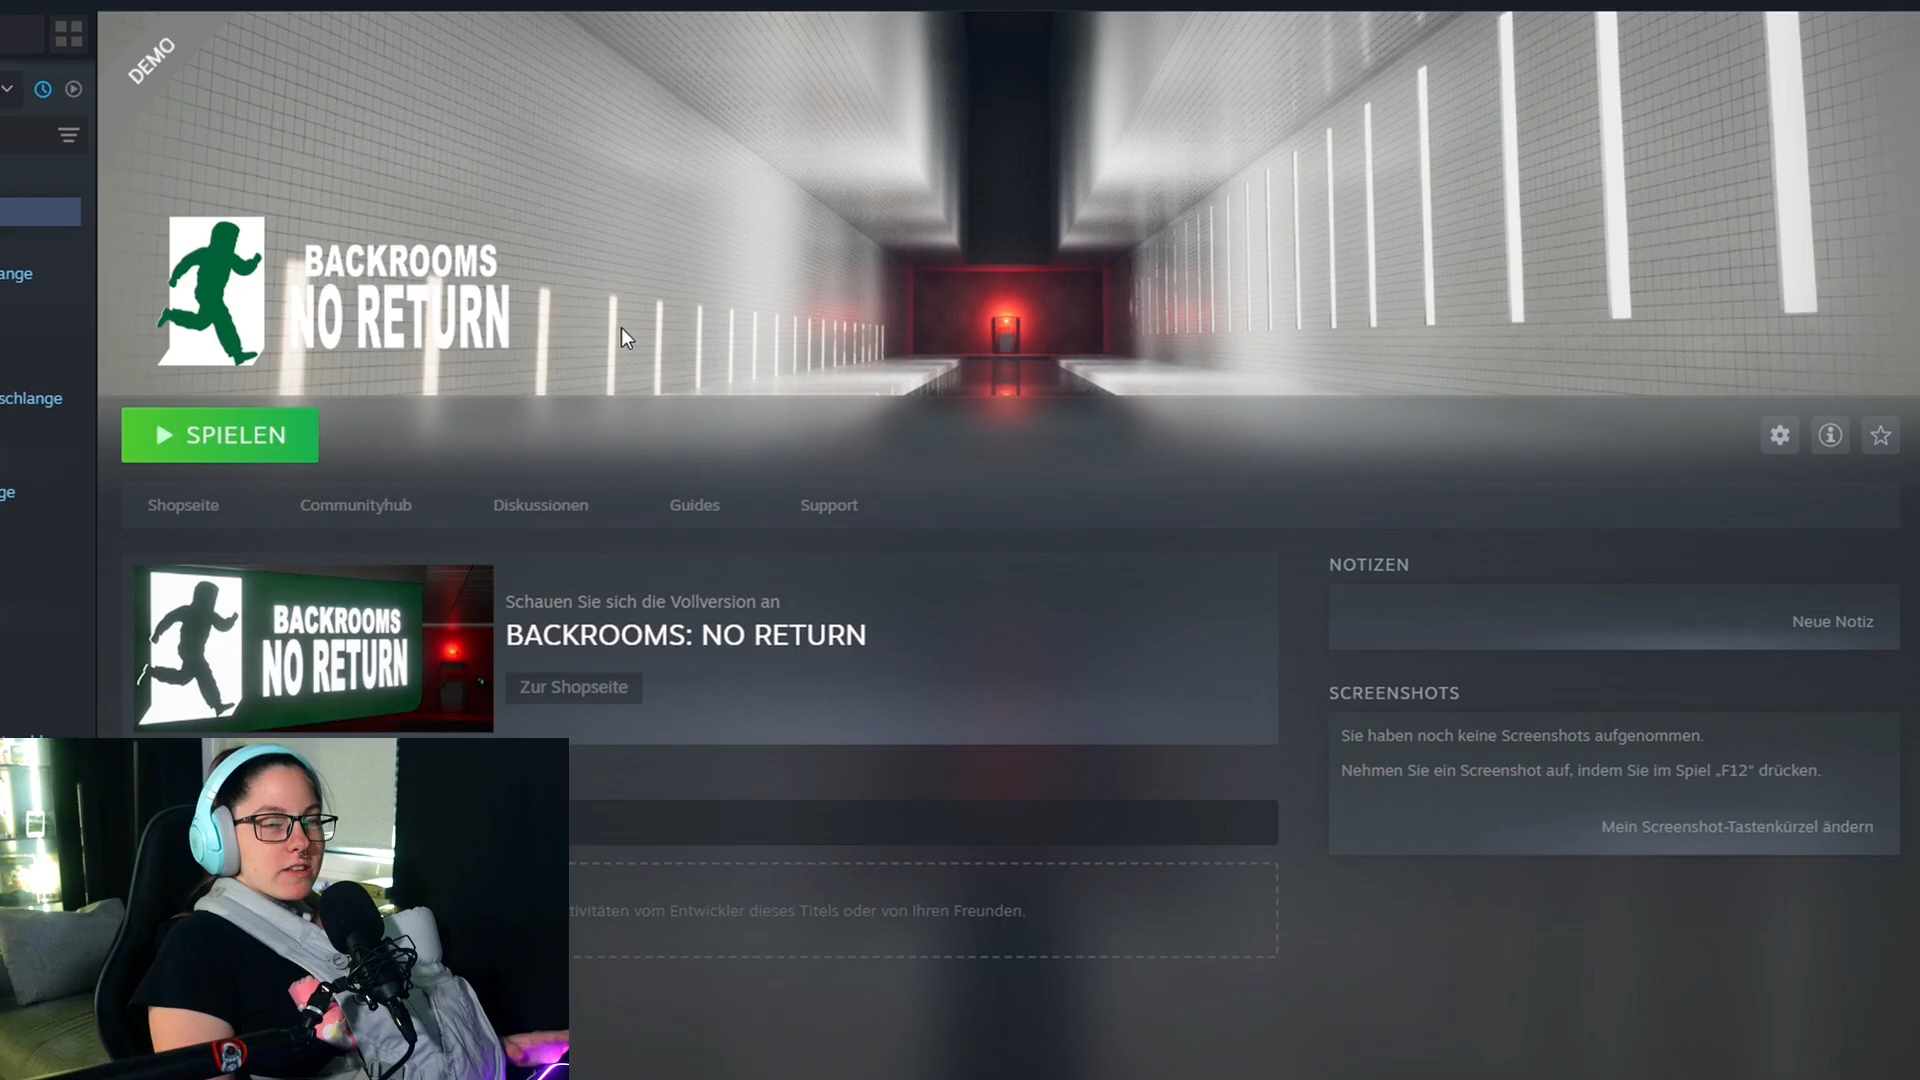 DEMO
BACKROOMS
NO RETURN
ange
schlange
ge
SPIELEN
Shopseite
Communityhub
Diskussionen
Guides
Support
BACKROOMS
NO RETURN
Schauen Sie sich die Vollversion an
BACKROOMS: NO RETURN
Zur Shopseite
NOTIZEN
Neue Notiz
SCREENSHOTS
Sie haben noch keine Screenshots aufgenommen.
Nehmen Sie ein Screenshot auf, indem Sie im Spiel „F12“ drücken.
Mein Screenshot-Tastenkürzel ändern
tivitäten vom Entwickler dieses Titels oder von Ihren Freunden.